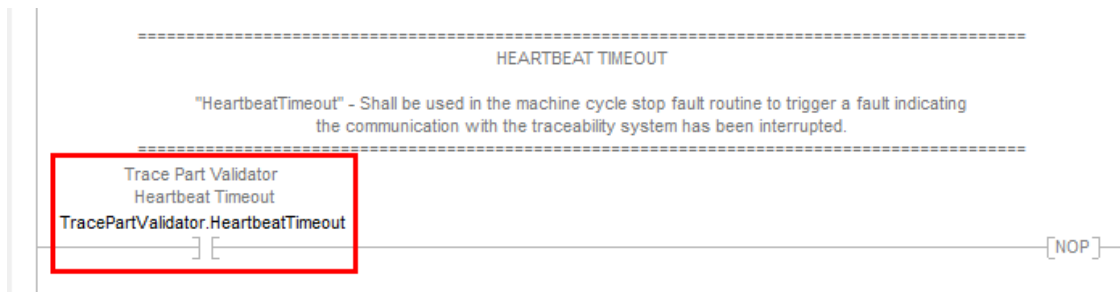 ================================================================================
HEARTBEAT TIMEOUT
"HeartbeatTimeout" - Shall be used in the machine cycle stop fault routine to trigger a fault indicating
the communication with the traceability system has been interrupted.
================================================================================
Trace Part Validator
Heartbeat Timeout
TracePartValidator.HeartbeatTimeout
NOP